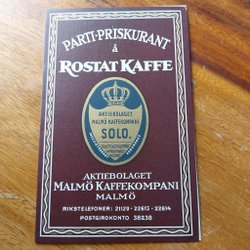 PARTI-PRISKURANT
å
ROSTAT KAFFE
AKTIEBOLAGET
MALMÖ KAFFEKOMPANI
SOLO.
AKTIEBOLAGET
MALMÖ KAFFEKOMPANI
MALMÖ
RIKSTELEFONER: 21129 - 22613 - 22614
POSTGIROKONTO 38238